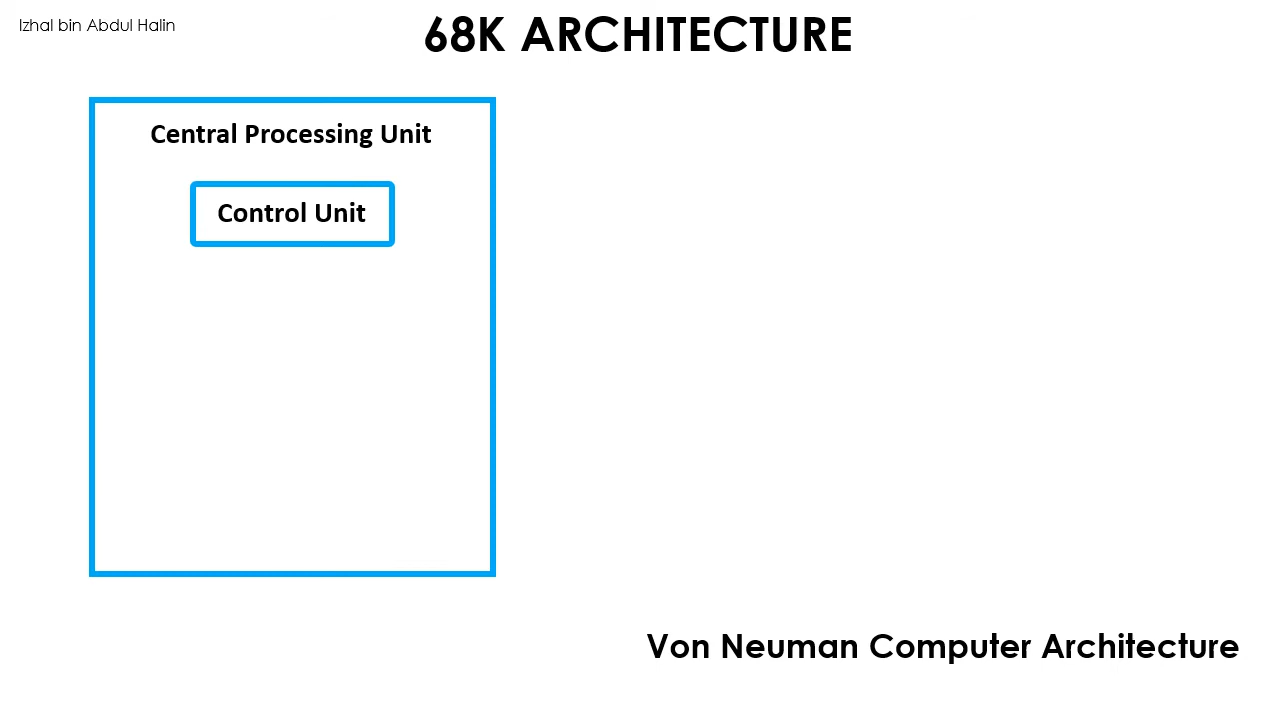 Izhal bin Abdul Halin
68K ARCHITECTURE
Central Processing Unit
Control Unit
Von Neuman Computer Architecture